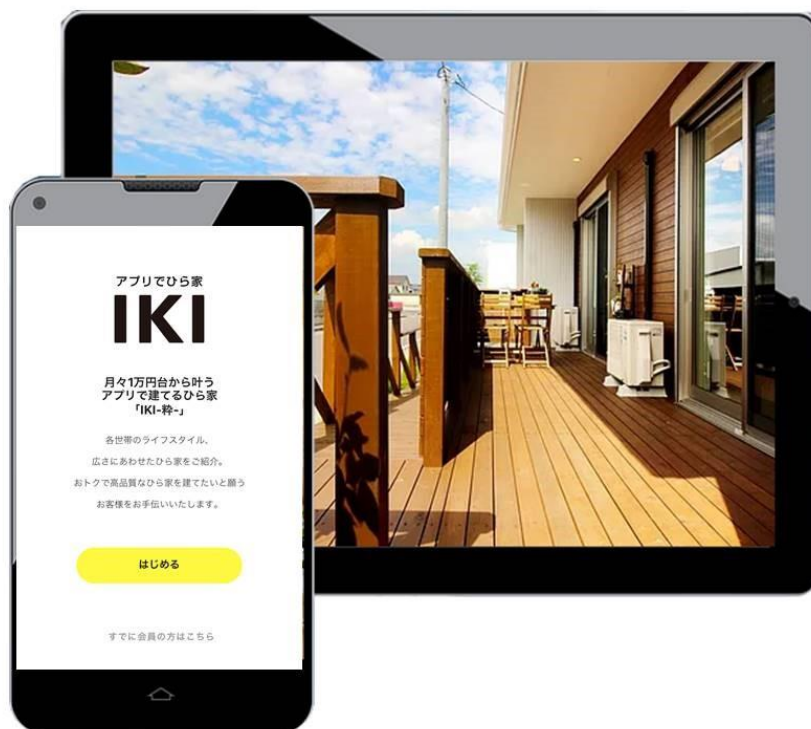 アプリでひら家
IKI
月々1万円台から叶う
アプリで建てるひら家
「IKI-粋-」
各世帯のライフスタイル、
広さにあわせたひら家をご紹介。
おトクで高品質なひら家を建てたいと願う
お客様をお手伝いいたします。
はじめる
すでに会員の方はこちら